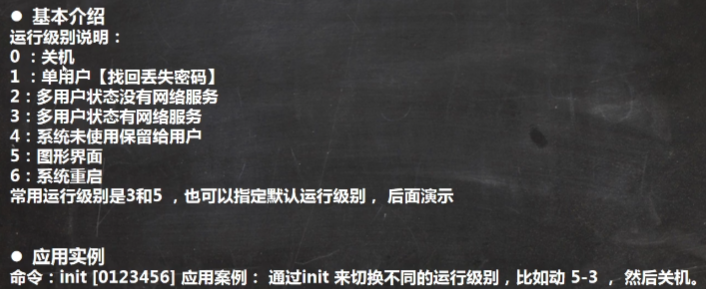 ● 基本介绍
运行级别说明：
0 ：关机
1 ：单用户【找回丢失密码】
2：多用户状态没有网络服务
3：多用户状态有网络服务
4：系统未使用保留给用户
5：图形界面
6：系统重启
常用运行级别是3和5 ，也可以指定默认运行级别， 后面演示
● 应用实例
命令：init [0123456] 应用案例： 通过init 来切换不同的运行级别，比如动 5-3 ， 然后关机。